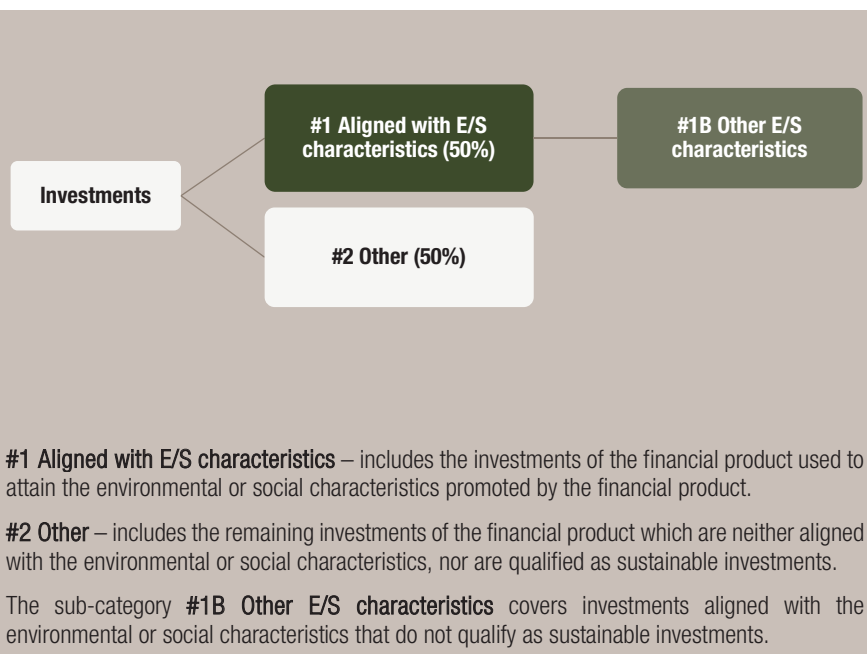 #1 Aligned with E/S
characteristics (50%)
#1B Other E/S
characteristics
Investments
#2 Other (50%)
#1 Aligned with E/S characteristics – includes the investments of the financial product used to
attain the environmental or social characteristics promoted by the financial product.
#2 Other – includes the remaining investments of the financial product which are neither aligned
with the environmental or social characteristics, nor are qualified as sustainable investments.
The sub-category #1B Other E/S characteristics covers investments aligned with the
environmental or social characteristics that do not qualify as sustainable investments.